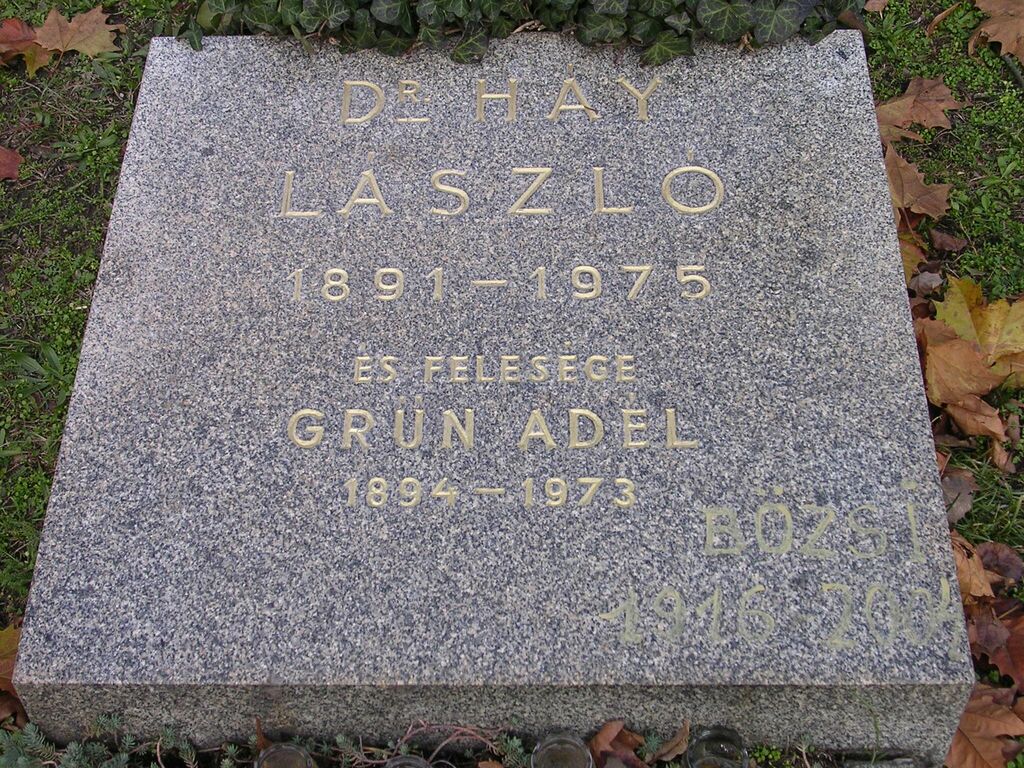 DR. HÁY
LÁSZLÓ
1891-1975
ÉS FELESÉGE
GRÜN ADÉL
1894-1973
BÖZSI
1916-2004